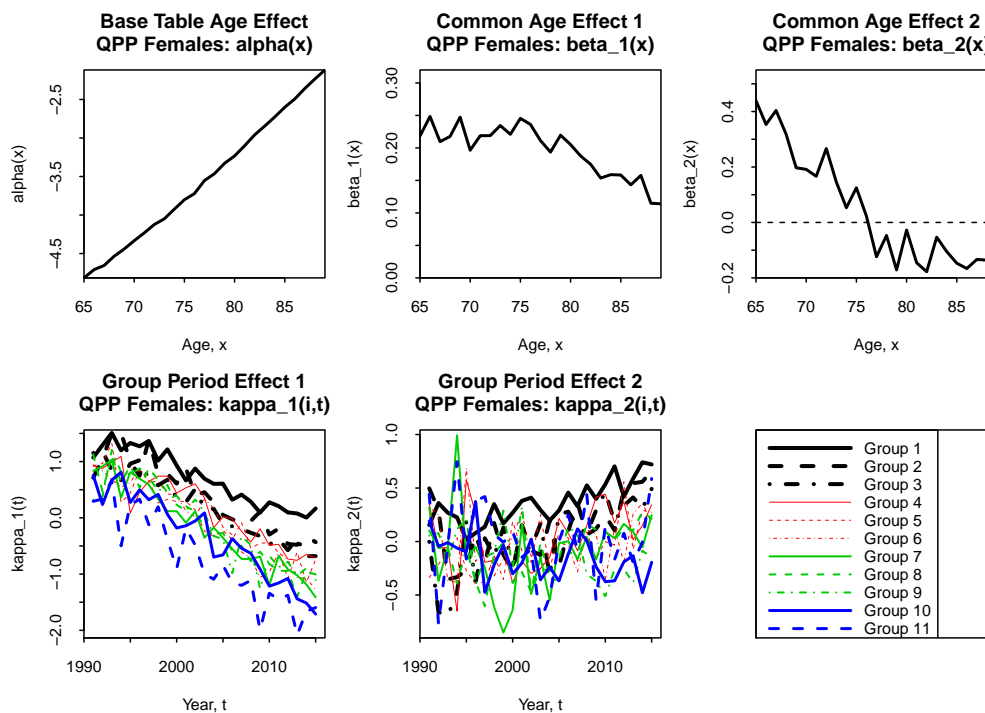 Base Table Age Effect
QPP Females: alpha(x)
alpha(x)
−2.5
−3.5
−4.5
65
70
75
80
85
Age, x
Common Age Effect 1
QPP Females: beta_1(x)
beta_1(x)
0.30
0.20
0.10
0.00
65
70
75
80
85
Age, x
Common Age Effect 2
QPP Females: beta_2(x)
beta_2(x)
0.4
0.2
0.0
−0.2
65
70
75
80
85
Age, x
Group Period Effect 1
QPP Females: kappa_1(i,t)
kappa_1(t)
1.0
0.0
−1.0
−2.0
1990
2000
2010
Year, t
Group Period Effect 2
QPP Females: kappa_2(i,t)
kappa_2(t)
1.0
0.5
0.0
−0.5
1990
2000
2010
Year, t
Group 1
Group 2
Group 3
Group 4
Group 5
Group 6
Group 7
Group 8
Group 9
Group 10
Group 11